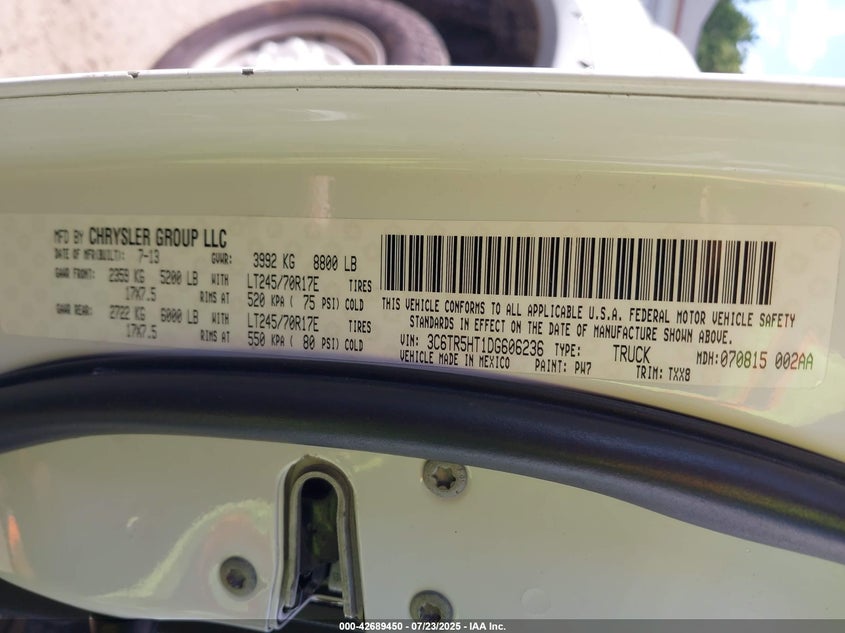 MFD BY CHRYSLER GROUP LLC
DATE OF MFR(BUILT): 7-13 GVWR: 3992 KG 8800 LB
GAWR FRONT: 2359 KG 5200 LB WITH LT245/70R17E TIRES
17X7.5 RIMS AT 520 KPA ( 75 PSI) COLD
GAWR REAR: 2722 KG 6000 LB WITH LT245/70R17E TIRES
17X7.5 RIMS AT 550 KPA ( 80 PSI) COLD
THIS VEHICLE CONFORMS TO ALL APPLICABLE U.S.A. FEDERAL MOTOR VEHICLE SAFETY
STANDARDS IN EFFECT ON THE DATE OF MANUFACTURE SHOWN ABOVE.
VIN: 3C6TR5HT1DG606236 TYPE: TRUCK MDH: 070815 002AA
VEHICLE MADE IN MEXICO PAINT: PW7 TRIM: TXX8
000-42689450 - 07/23/2025 - IAA Inc.